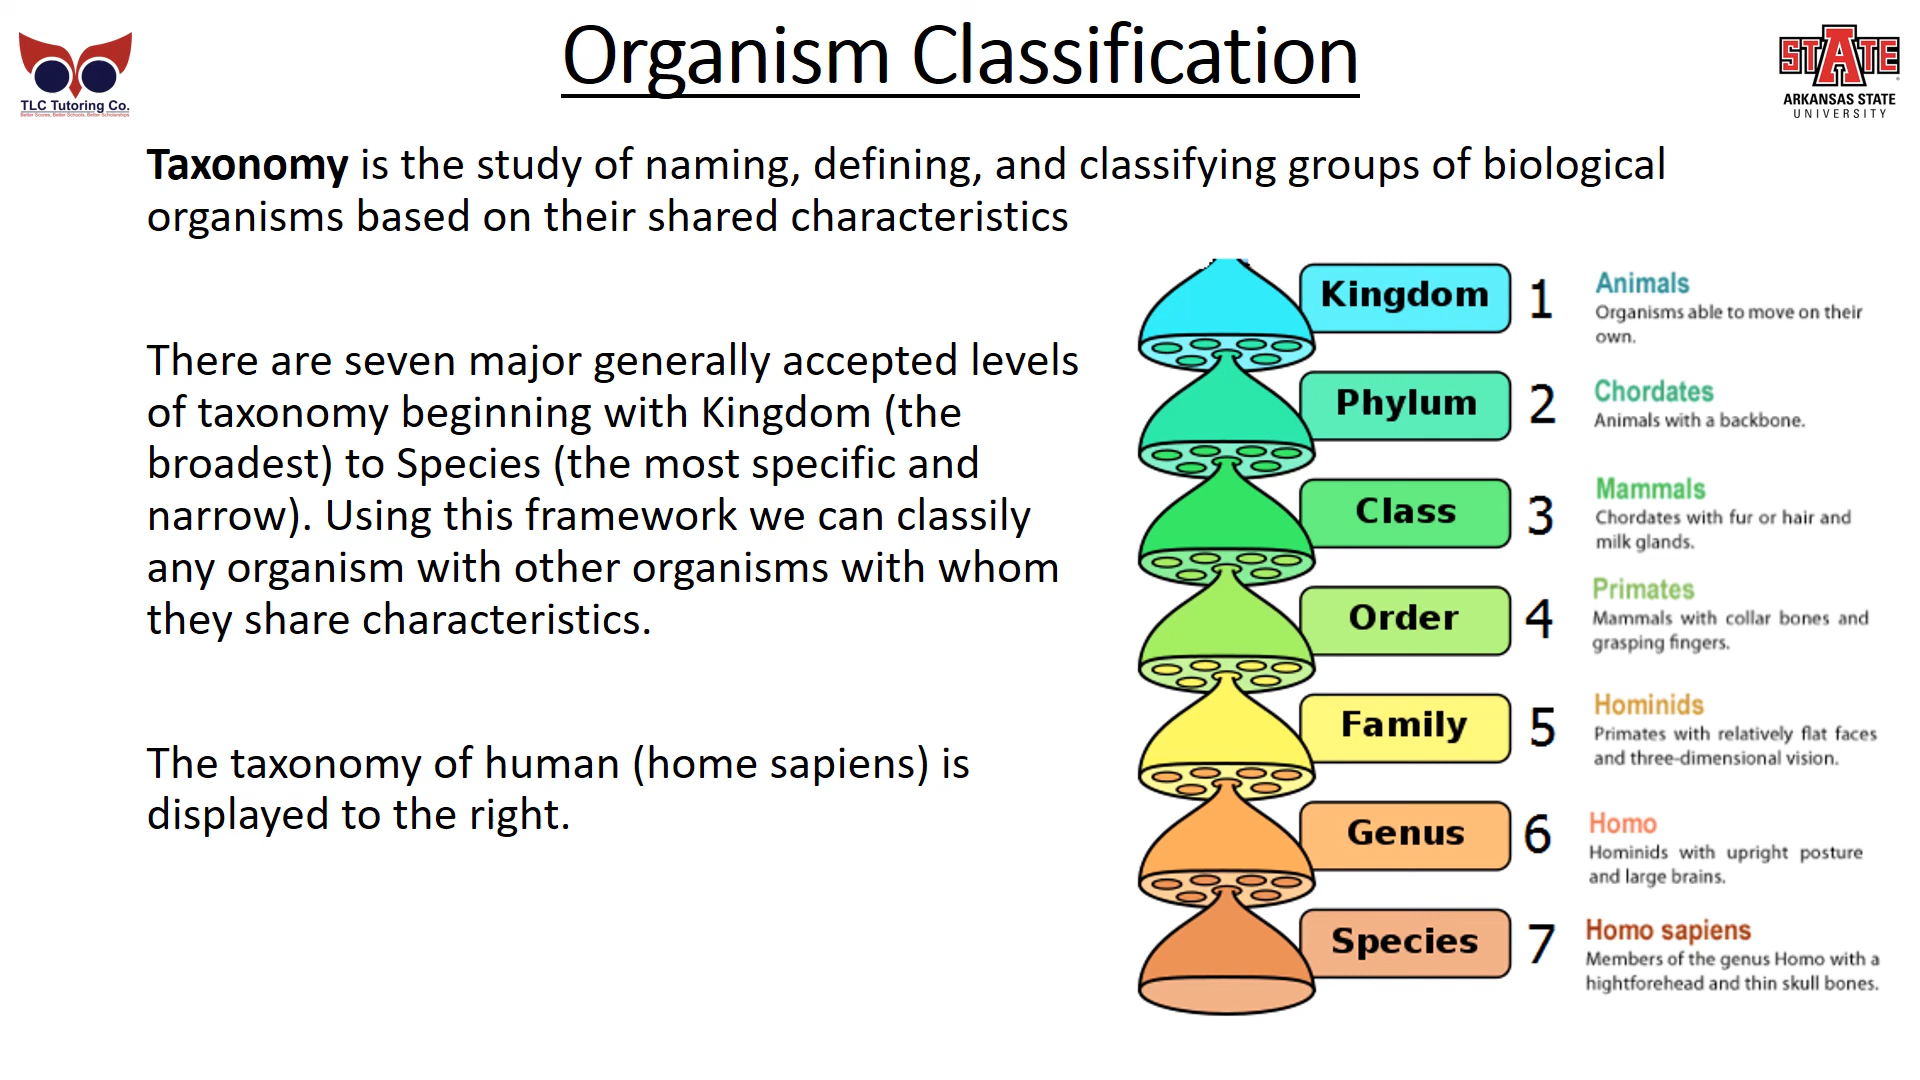 Organism Classification
TLC Tutoring Co.
Better Scores, Better Schools, Better Scholarships
STATE
ARKANSAS STATE
UNIVERSITY
Taxonomy is the study of naming, defining, and classifying groups of biological
organisms based on their shared characteristics
There are seven major generally accepted levels
of taxonomy beginning with Kingdom (the
broadest) to Species (the most specific and
narrow). Using this framework we can classily
any organism with other organisms with whom
they share characteristics.
The taxonomy of human (home sapiens) is
displayed to the right.
Kingdom 1 Animals
Organisms able to move on their
own.
Phylum 2 Chordates
Animals with a backbone.
Class 3 Mammals
Chordates with fur or hair and
milk glands.
Order 4 Primates
Mammals with collar bones and
grasping fingers.
Family 5 Hominids
Primates with relatively flat faces
and three-dimensional vision.
Genus 6 Homo
Hominids with upright posture
and large brains.
Species 7 Homo sapiens
Members of the genus Homo with a
hightforehead and thin skull bones.